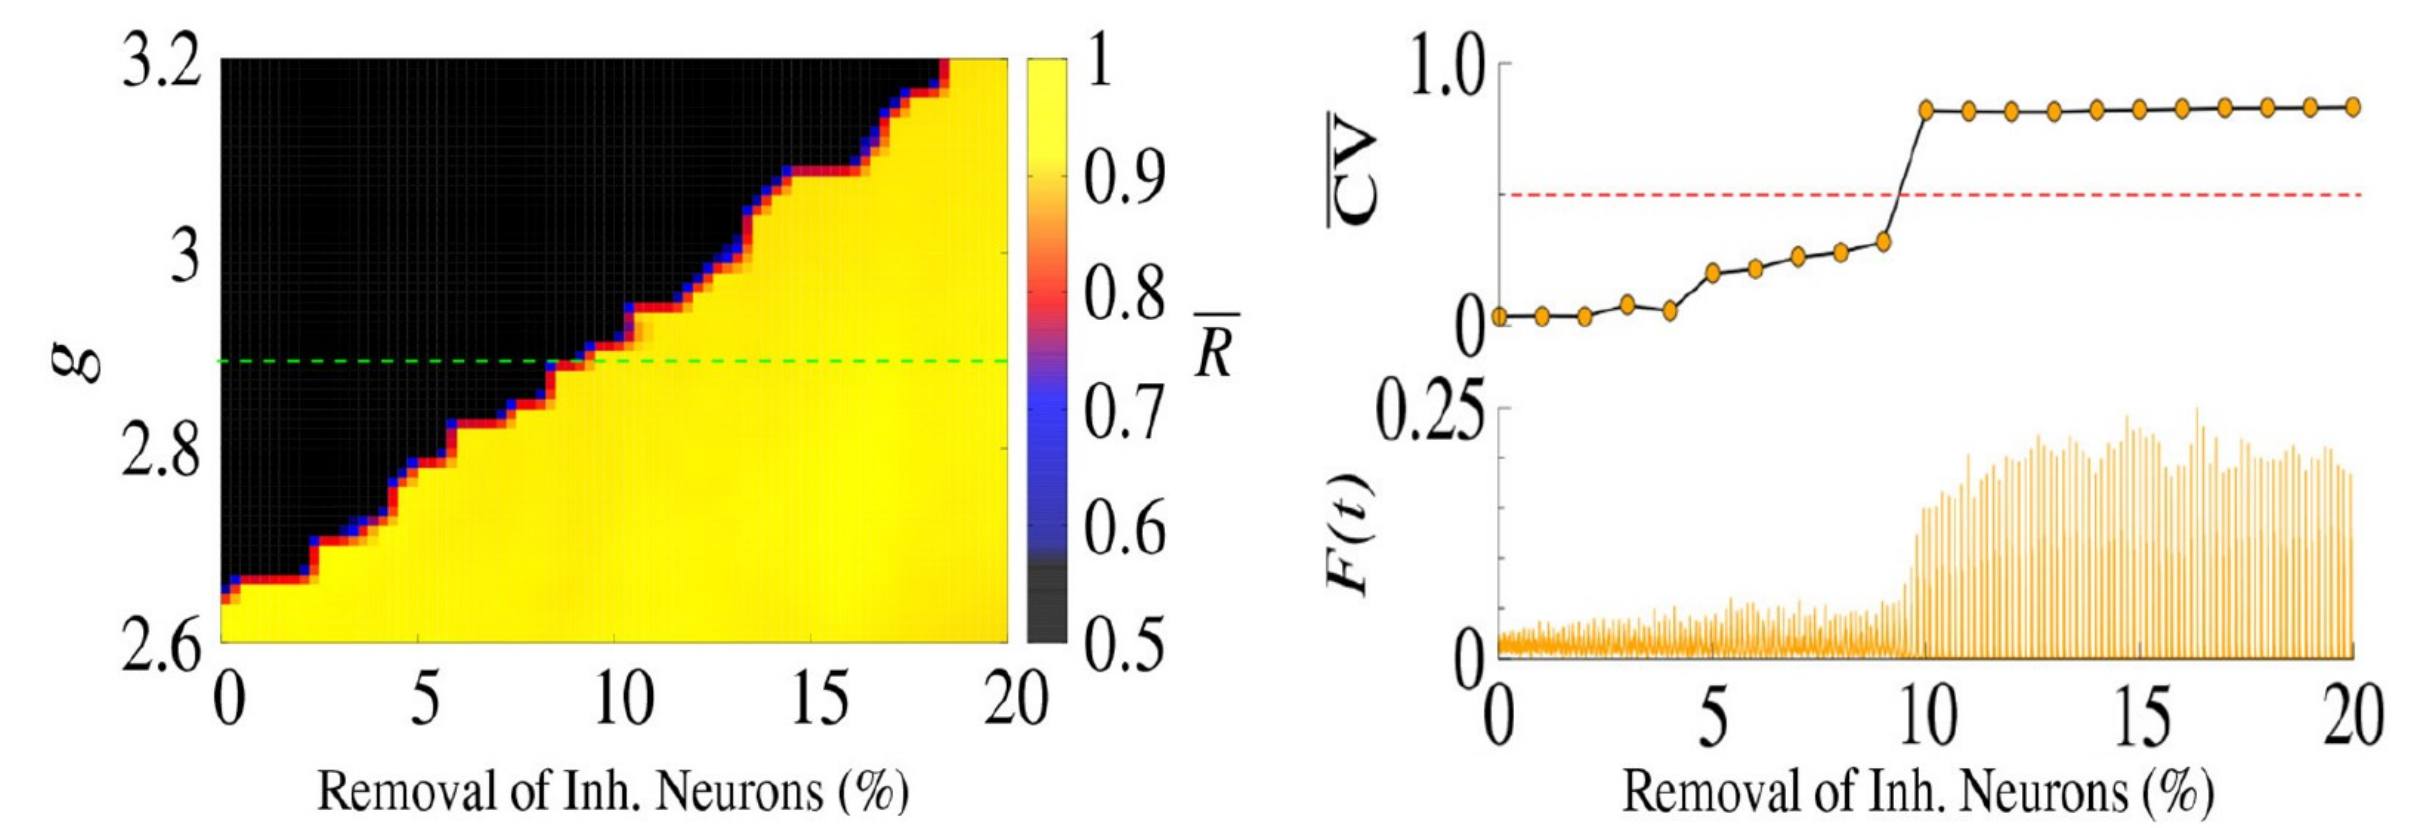 3.2
3
2.8
2.6
g
0 5 10 15 20
Removal of Inh. Neurons (%)
1
0.9
0.8
0.7
0.6
0.5
R̅
1.0
0
C̅V̅
0.25
0
F(t)
0 5 10 15 20
Removal of Inh. Neurons (%)